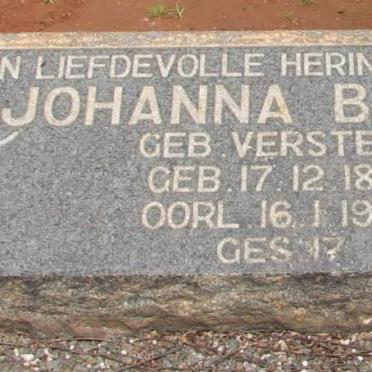 N LIEFDEVOLLE HERIN
JOHANNA B
GEB. VERSTE
GEB. 17. 12. 18
OORL. 16. 1. 19
GES. 17